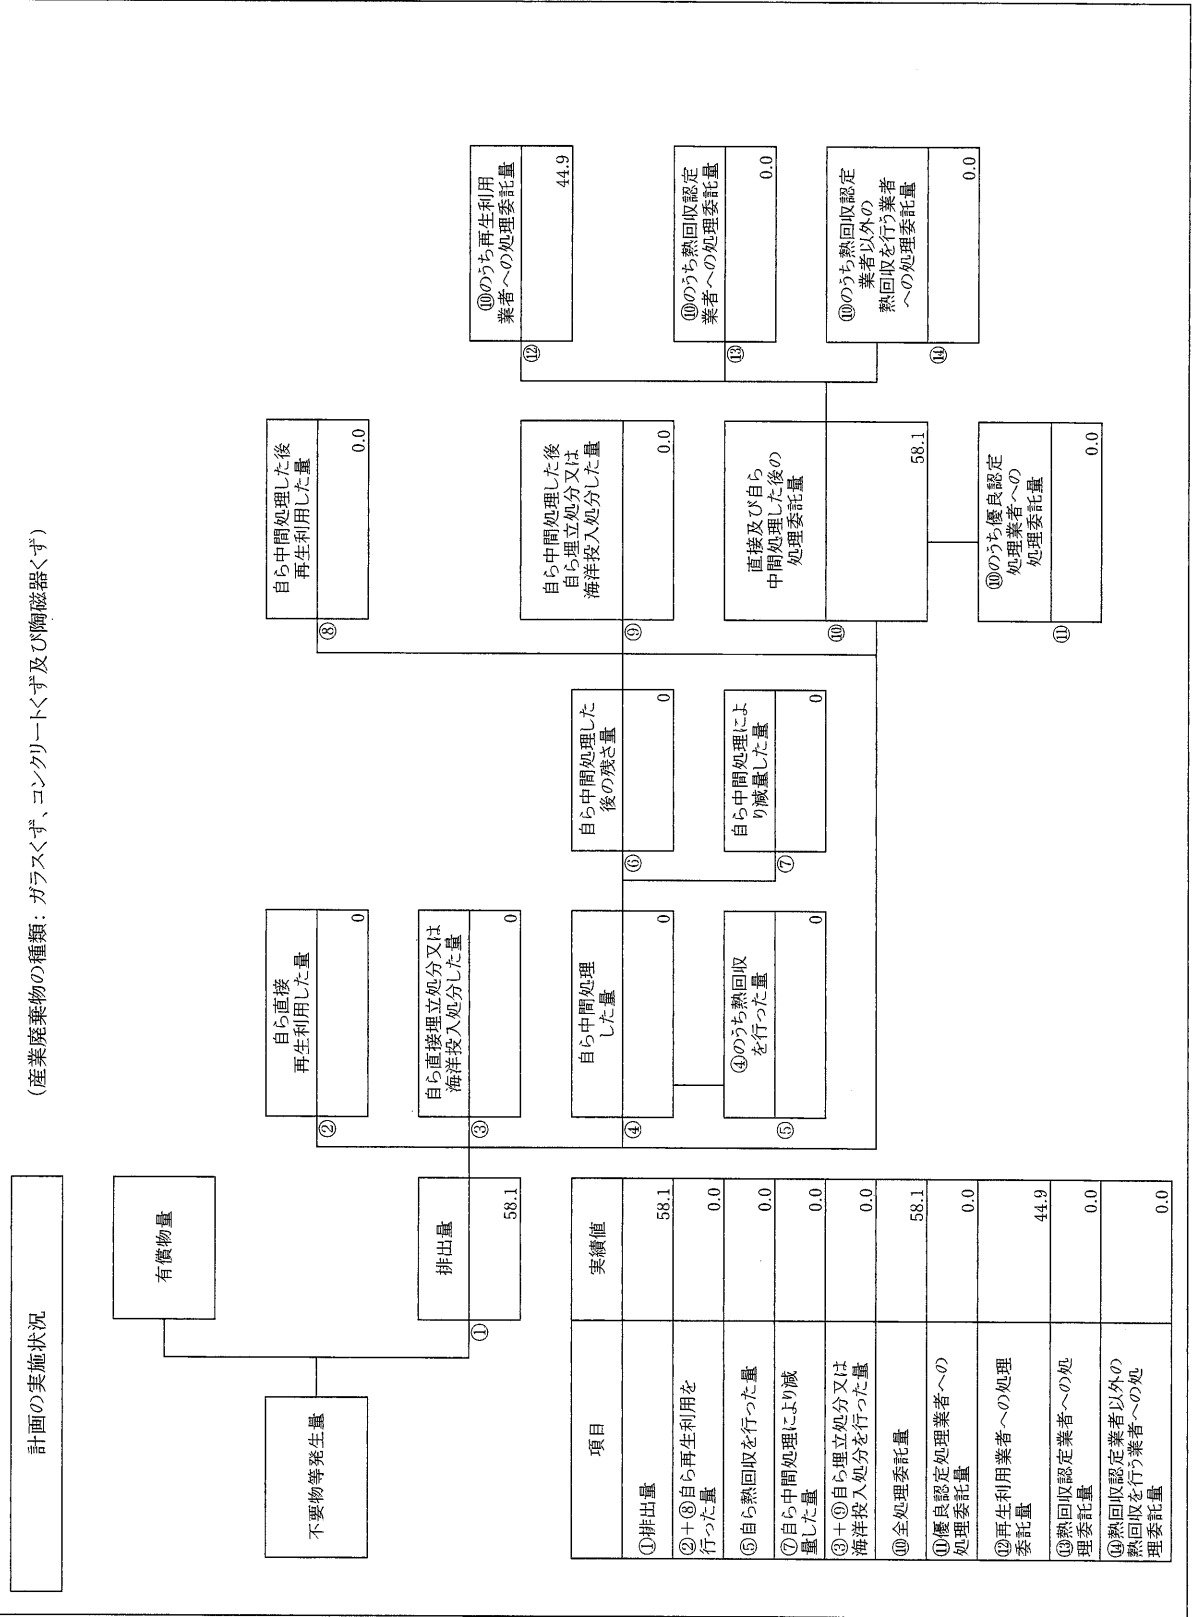 計画の実施状況
(産業廃棄物の種類: ガラスくず、コンクリートくず及び陶磁器くず)
不要物等発生量
有償物量
①
排出量
58.1
②
自ら直接
再生利用した量
0
③
自ら直接埋立処分又は
海洋投入処分した量
0
④
自ら中間処理
した量
0
⑤
④のうち熱回収
を行った量
0
⑥
自ら中間処理した
後の残さ量
0
⑦
自ら中間処理によ
り減量した量
0
⑧
自ら中間処理した後
再生利用した量
0.0
⑨
自ら中間処理した後
自ら埋立処分又は
海洋投入処分した量
0.0
⑩
直接及び自ら
中間処理した後の
処理委託量
58.1
⑪
⑩のうち優良認定
処理業者への
処理委託量
0.0
⑫
⑩のうち再生利用
業者への処理委託量
44.9
⑬
⑩のうち熱回収認定
業者への処理委託量
0.0
⑭
⑩のうち熱回収認定
業者以外の
熱回収を行う業者
への処理委託量
0.0
項目
実績値
①排出量
58.1
②+⑧自ら再生利用を
行った量
0.0
⑤自ら熱回収を行った量
0.0
⑦自ら中間処理により減
量した量
0.0
③+⑨自ら埋立処分又は
海洋投入処分を行った量
0.0
⑩全処理委託量
58.1
⑪優良認定処理業者への
処理委託量
0.0
⑫再生利用業者への処理
委託量
44.9
⑬熱回収認定業者への処
理委託量
0.0
⑭熱回収認定業者以外の
熱回収を行う業者への処
理委託量
0.0